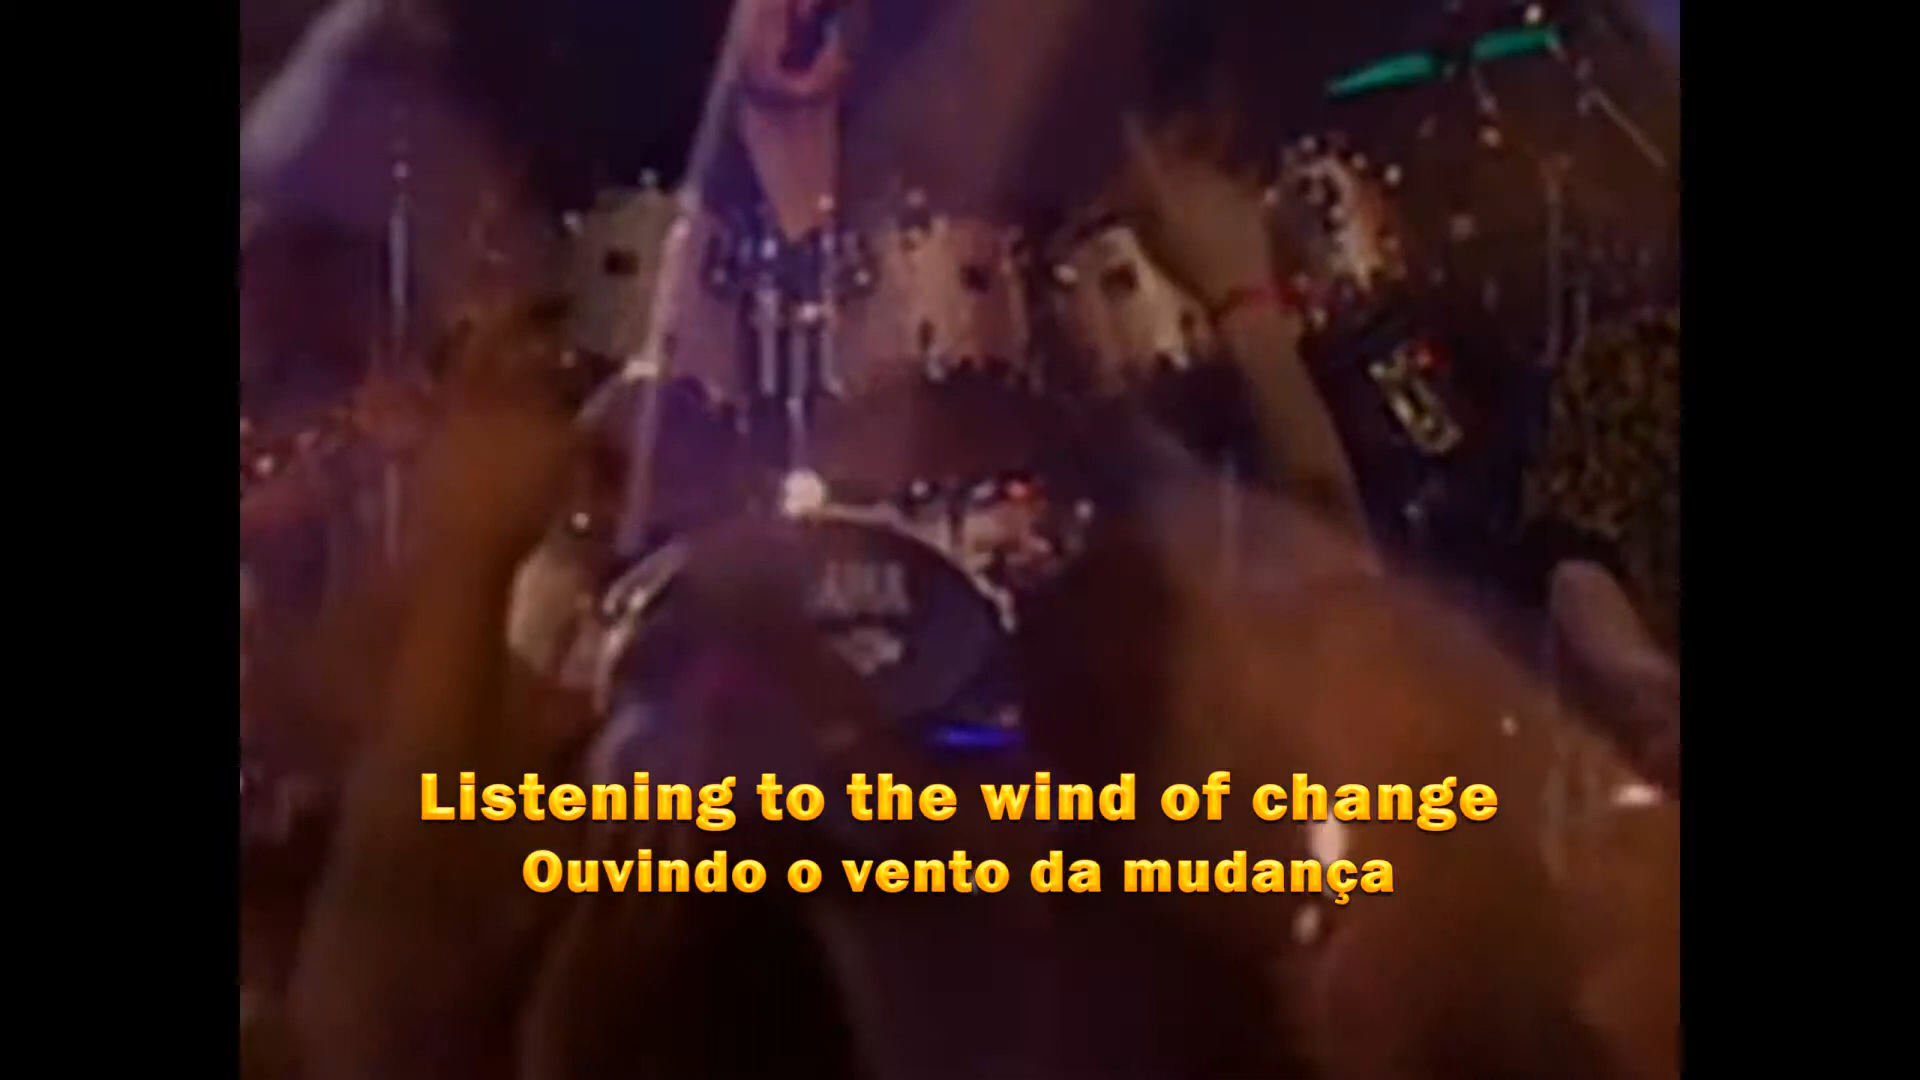 Listening to the wind of change
Ouvindo o vento da mudança